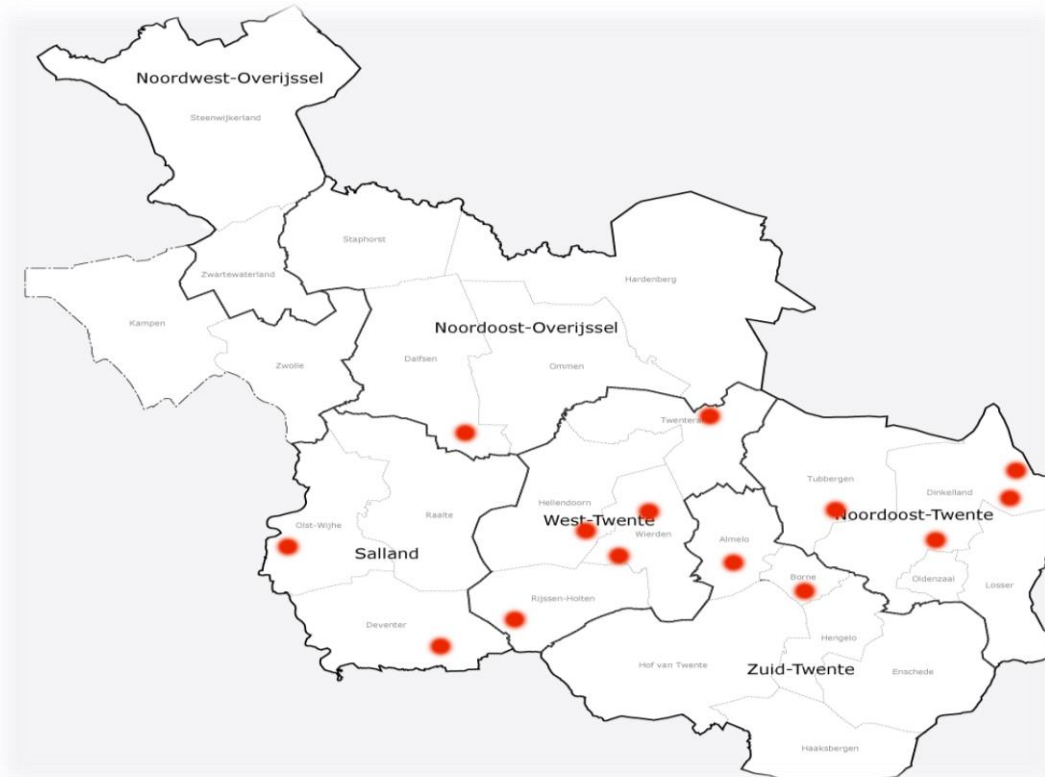 Noordwest-Overijssel
Steenwijkerland
Staphorst
Zwartewaterland
Hardenberg
Kampen
Noordoost-Overijssel
Dalfsen
Ommen
Zwolle
Twentera
Tubbergen
Dinkelland
Hellendoorn
Raalte
Noordoost-Twente
West-Twente
Olst-Wijhe
Wierden
Almelo
Salland
Borne
Oldenzaal
Losser
Rijssen-Holten
Deventer
Hengelo
Hof van Twente
Zuid-Twente
Enschede
Haaksbergen